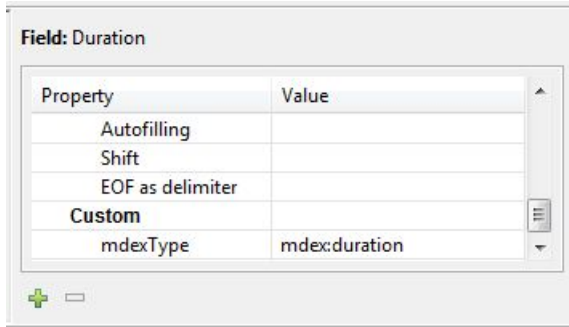 Field: Duration
Property Value
Autofilling
Shift
EOF as delimiter
Custom
mdexType mdex:duration